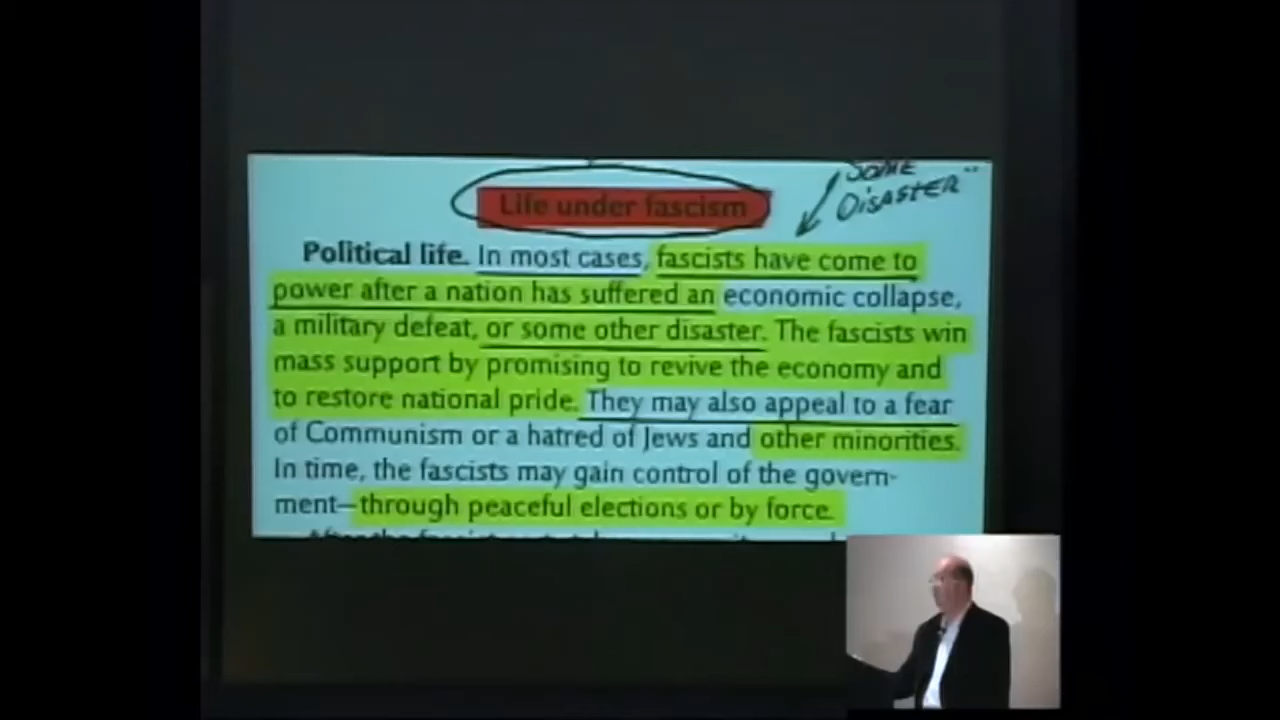 Life under fascism
SOME
DISASTER"
Political life. In most cases, fascists have come to
power after a nation has suffered an economic collapse,
a military defeat, or some other disaster. The fascists win
mass support by promising to revive the economy and
to restore national pride. They may also appeal to a fear
of Communism or a hatred of Jews and other minorities.
In time, the fascists may gain control of the govern-
ment—through peaceful elections or by force.